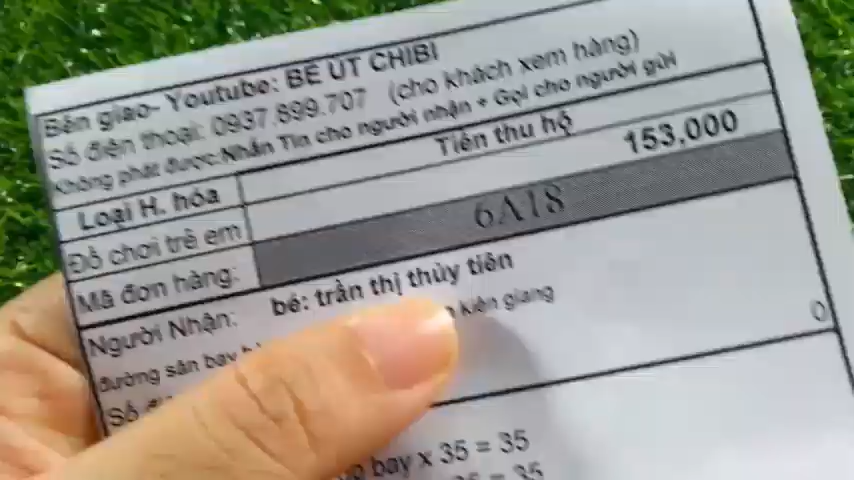 Bên giao- Youtube: BÉ ÚT CHIBI
Số điện thoại: 0937.899.707 (cho khách xem hàng)
Không phát được:Nhắn Tin cho người nhận + Gọi cho người gửi
Loại H. hóa Tiền thu hộ
Đồ chơi trẻ em 153,000
Mã đơn hàng: 6A18
Người Nhận: bé: trần thị thủy tiên
đường sân bay kiên giang
Số 0
bay x 35 = 35
= 35